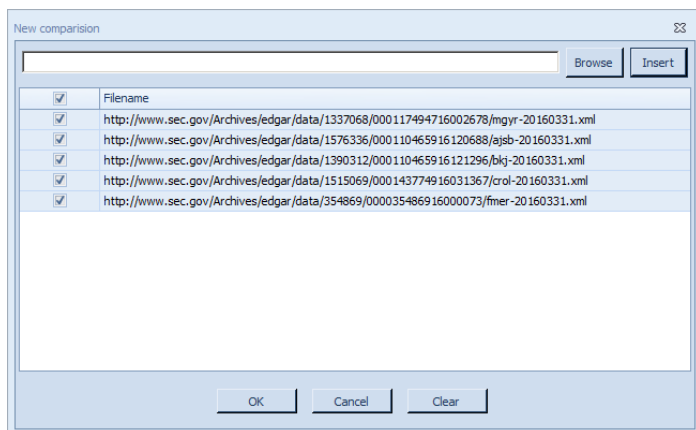 New comparision
Browse
Insert
Filename
http://www.sec.gov/Archives/edgar/data/1337068/000117494716002678/mgyr-20160331.xml
http://www.sec.gov/Archives/edgar/data/1576336/000110465916120688/ajsb-20160331.xml
http://www.sec.gov/Archives/edgar/data/1390312/000110465916121296/bkj-20160331.xml
http://www.sec.gov/Archives/edgar/data/1515069/000143774916031367/crol-20160331.xml
http://www.sec.gov/Archives/edgar/data/354869/000035486916000073/fmer-20160331.xml
OK
Cancel
Clear